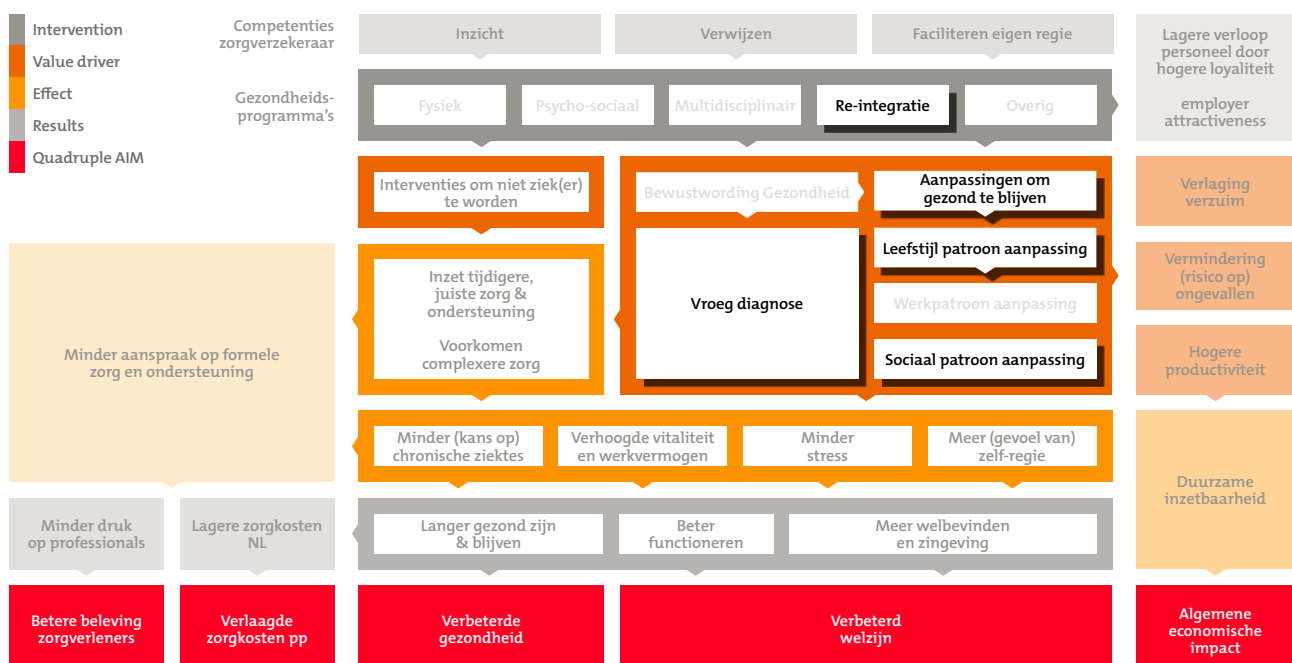 Intervention
Value driver
Effect
Results
Quadruple AIM
Competenties
zorgverzekeraar
Inzicht
Verwijzen
Faciliteren eigen regie
Gezondheids-
programma's
Fysiek
Psycho-sociaal
Multidisciplinair
Re-integratie
Overig
Lagere verloop
personeel door
hogere loyaliteit
employer
attractiveness
Interventies om niet ziek(er)
te worden
Bewustwording Gezondheid
Aanpassingen om
gezond te blijven
Verlaging
verzuim
Vroeg diagnose
Leefstijl patroon aanpassing
Werkpatroon aanpassing
Sociaal patroon aanpassing
Inzet tijdigere,
juiste zorg &
ondersteuning
Voorkomen
complexere zorg
Vermindering
(risico op)
ongevallen
Minder aanspraak op formele
zorg en ondersteuning
Hogere
productiviteit
Minder (kans op)
chronische ziektes
Verhoogde vitaliteit
en werkvermogen
Minder
stress
Meer (gevoel van)
zelf-regie
Duurzame
inzetbaarheid
Minder druk
op professionals
Lagere zorgkosten
NL
Langer gezond zijn
& blijven
Beter
functioneren
Meer welbevinden
en zingeving
Betere beleving
zorgverleners
Verlaagde
zorgkosten pp
Verbeterde
gezondheid
Verbeterd
welzijn
Algemene
economische
impact